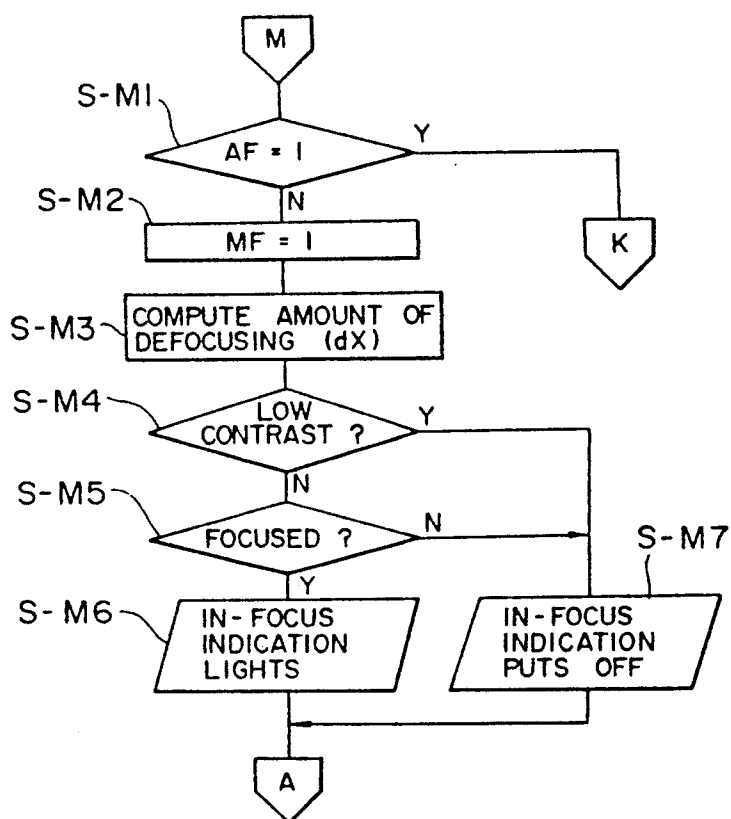 M
S-M1
AF = 1
Y
N
S-M2
MF = 1
K
S-M3
COMPUTE AMOUNT OF
DEFOCUSING (dX)
S-M4
LOW
CONTRAST ?
Y
N
S-M5
FOCUSED ?
N
Y
S-M7
S-M6
IN-FOCUS
INDICATION
LIGHTS
IN-FOCUS
INDICATION
PUTS OFF
A